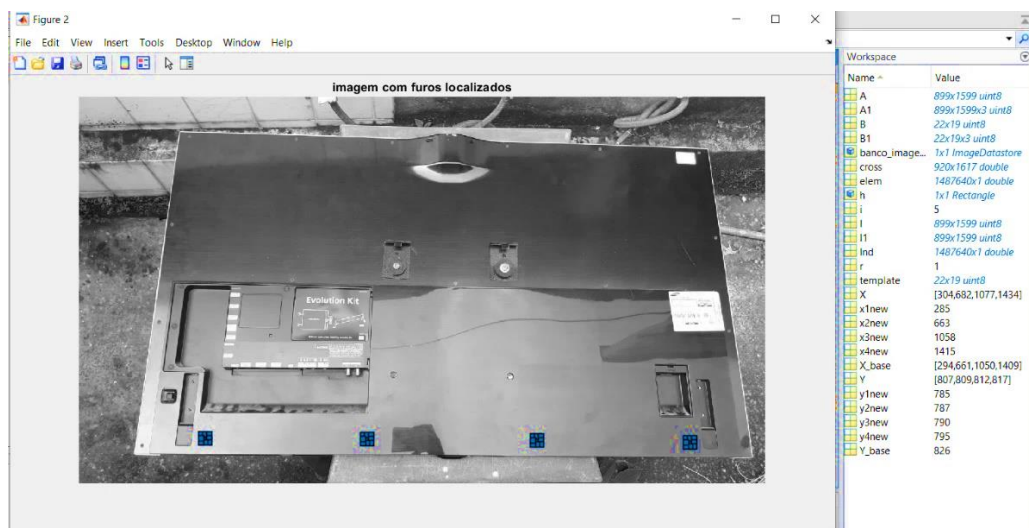 Figure 2
File Edit View Insert Tools Desktop Window Help
imagem com furos localizados
Evolution Kit
Workspace
Name Value
A 899x1599 uint8
A1 899x1599x3 uint8
B 22x19 uint8
B1 22x19x3 uint8
banco_image... 1x1 ImageDatastore
cross 920x1617 double
elem 1487640x1 double
h 1x1 Rectangle
i 5
I 899x1599 uint8
I1 899x1599 uint8
Ind 1487640x1 double
r 1
template 22x19 uint8
X [304,682,1077,1434]
x1new 285
x2new 663
x3new 1058
x4new 1415
X_base [294,661,1050,1409]
Y [807,809,812,817]
y1new 785
y2new 787
y3new 790
y4new 795
Y_base 826